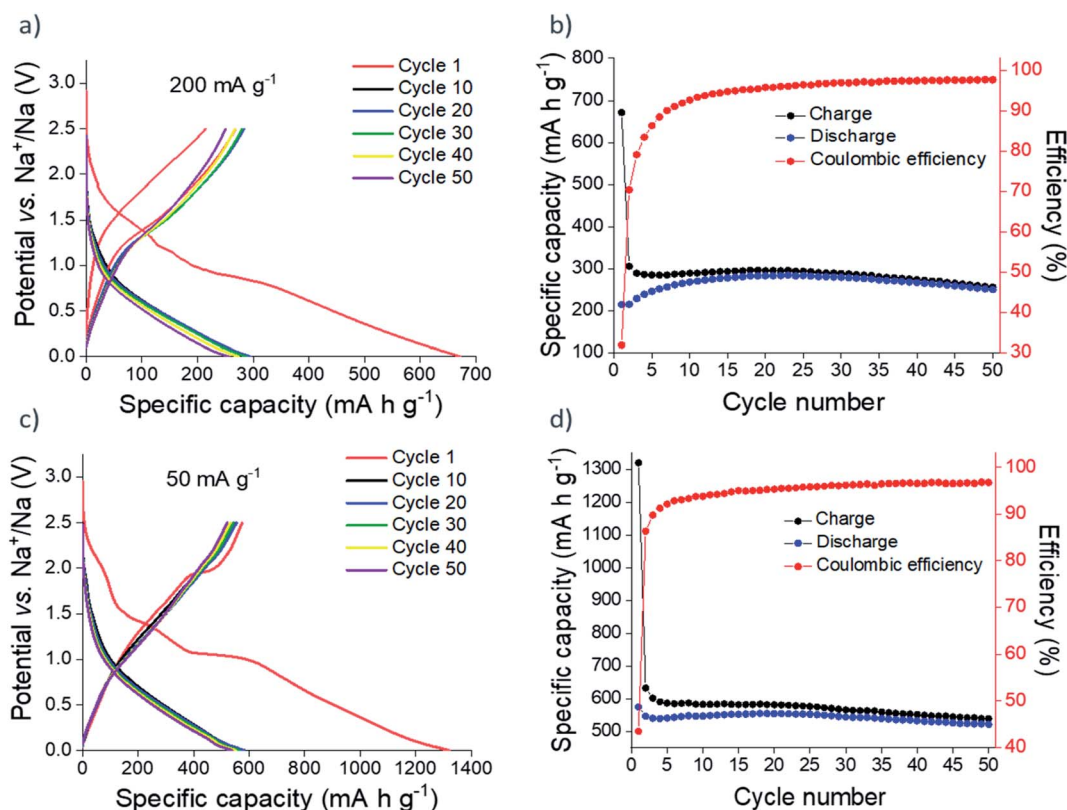 a)
200 mA g⁻¹
Cycle 1
Cycle 10
Cycle 20
Cycle 30
Cycle 40
Cycle 50
Potential vs. Na⁺/Na (V)
3.0
2.5
2.0
1.5
1.0
0.5
0.0
0 100 200 300 400 500 600 700
Specific capacity (mA h g⁻¹)
b)
Charge
Discharge
Coulombic efficiency
Specific capacity (mA h g⁻¹)
800
700
600
500
400
300
200
100
Efficiency (%)
100
90
80
70
60
50
40
30
0 5 10 15 20 25 30 35 40 45 50
Cycle number
c)
50 mA g⁻¹
Cycle 1
Cycle 10
Cycle 20
Cycle 30
Cycle 40
Cycle 50
Potential vs. Na⁺/Na (V)
3.0
2.5
2.0
1.5
1.0
0.5
0.0
0 200 400 600 800 1000 1200 1400
Specific capacity (mA h g⁻¹)
d)
Charge
Discharge
Coulombic efficiency
Specific capacity (mA h g⁻¹)
1300
1200
1100
1000
900
800
700
600
500
Efficiency (%)
100
90
80
70
60
50
40
0 5 10 15 20 25 30 35 40 45 50
Cycle number